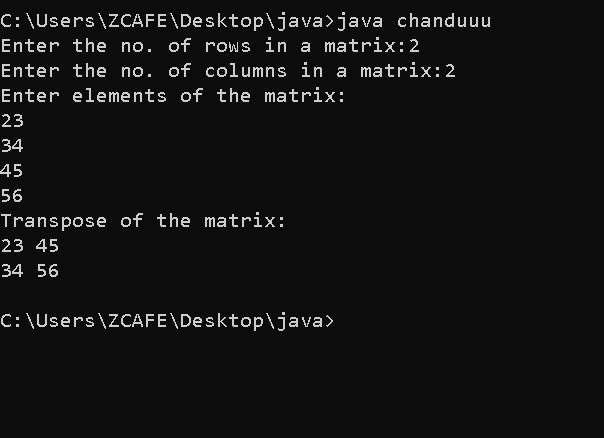 C:\Users\ZCAFE\Desktop\java>java chanduuu
Enter the no. of rows in a matrix:2
Enter the no. of columns in a matrix:2
Enter elements of the matrix:
23
34
45
56
Transpose of the matrix:
23 45
34 56
C:\Users\ZCAFE\Desktop\java>